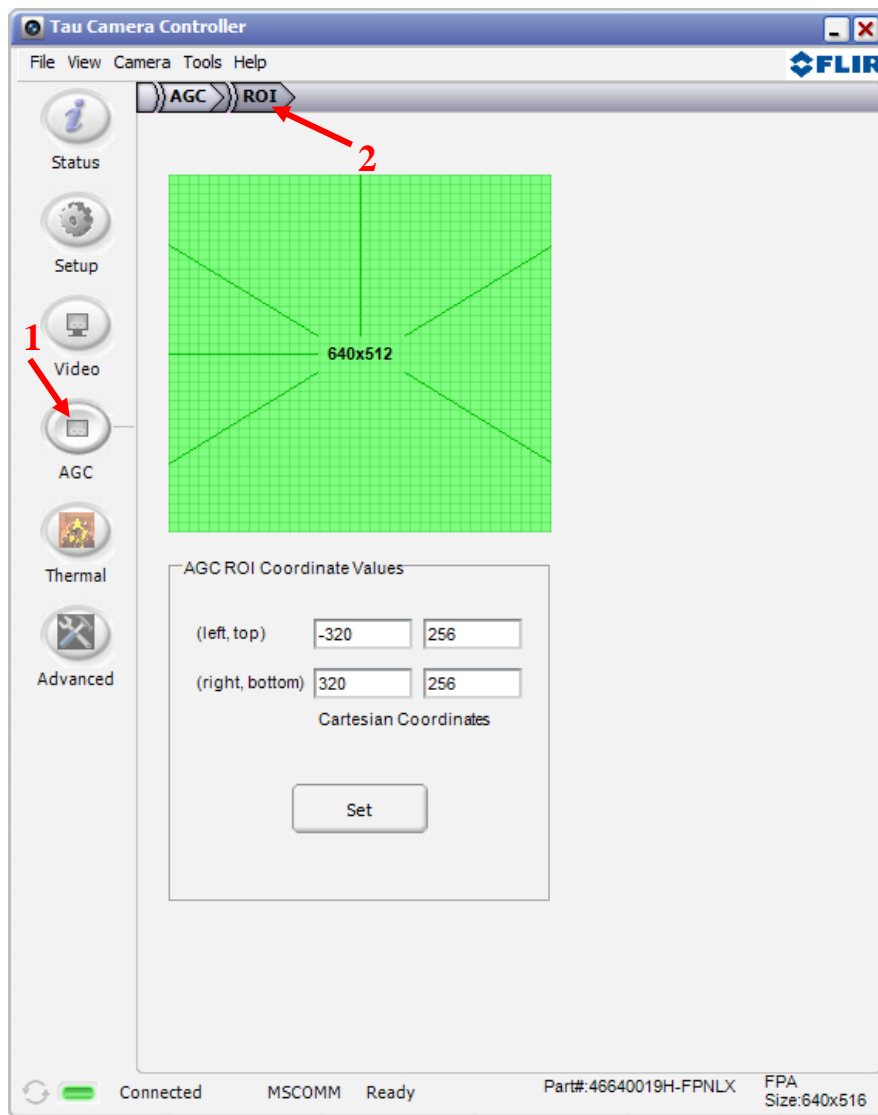 Tau Camera Controller
File View Camera Tools Help
FLIR
AGC ROI
2
Status
Setup
1
Video
AGC
Thermal
Advanced
640x512
AGC ROI Coordinate Values
(left, top) -320 256
(right, bottom) 320 256
Cartesian Coordinates
Set
Connected MSCOMM Ready Part#:46640019H-FPNLX FPA
Size:640x516